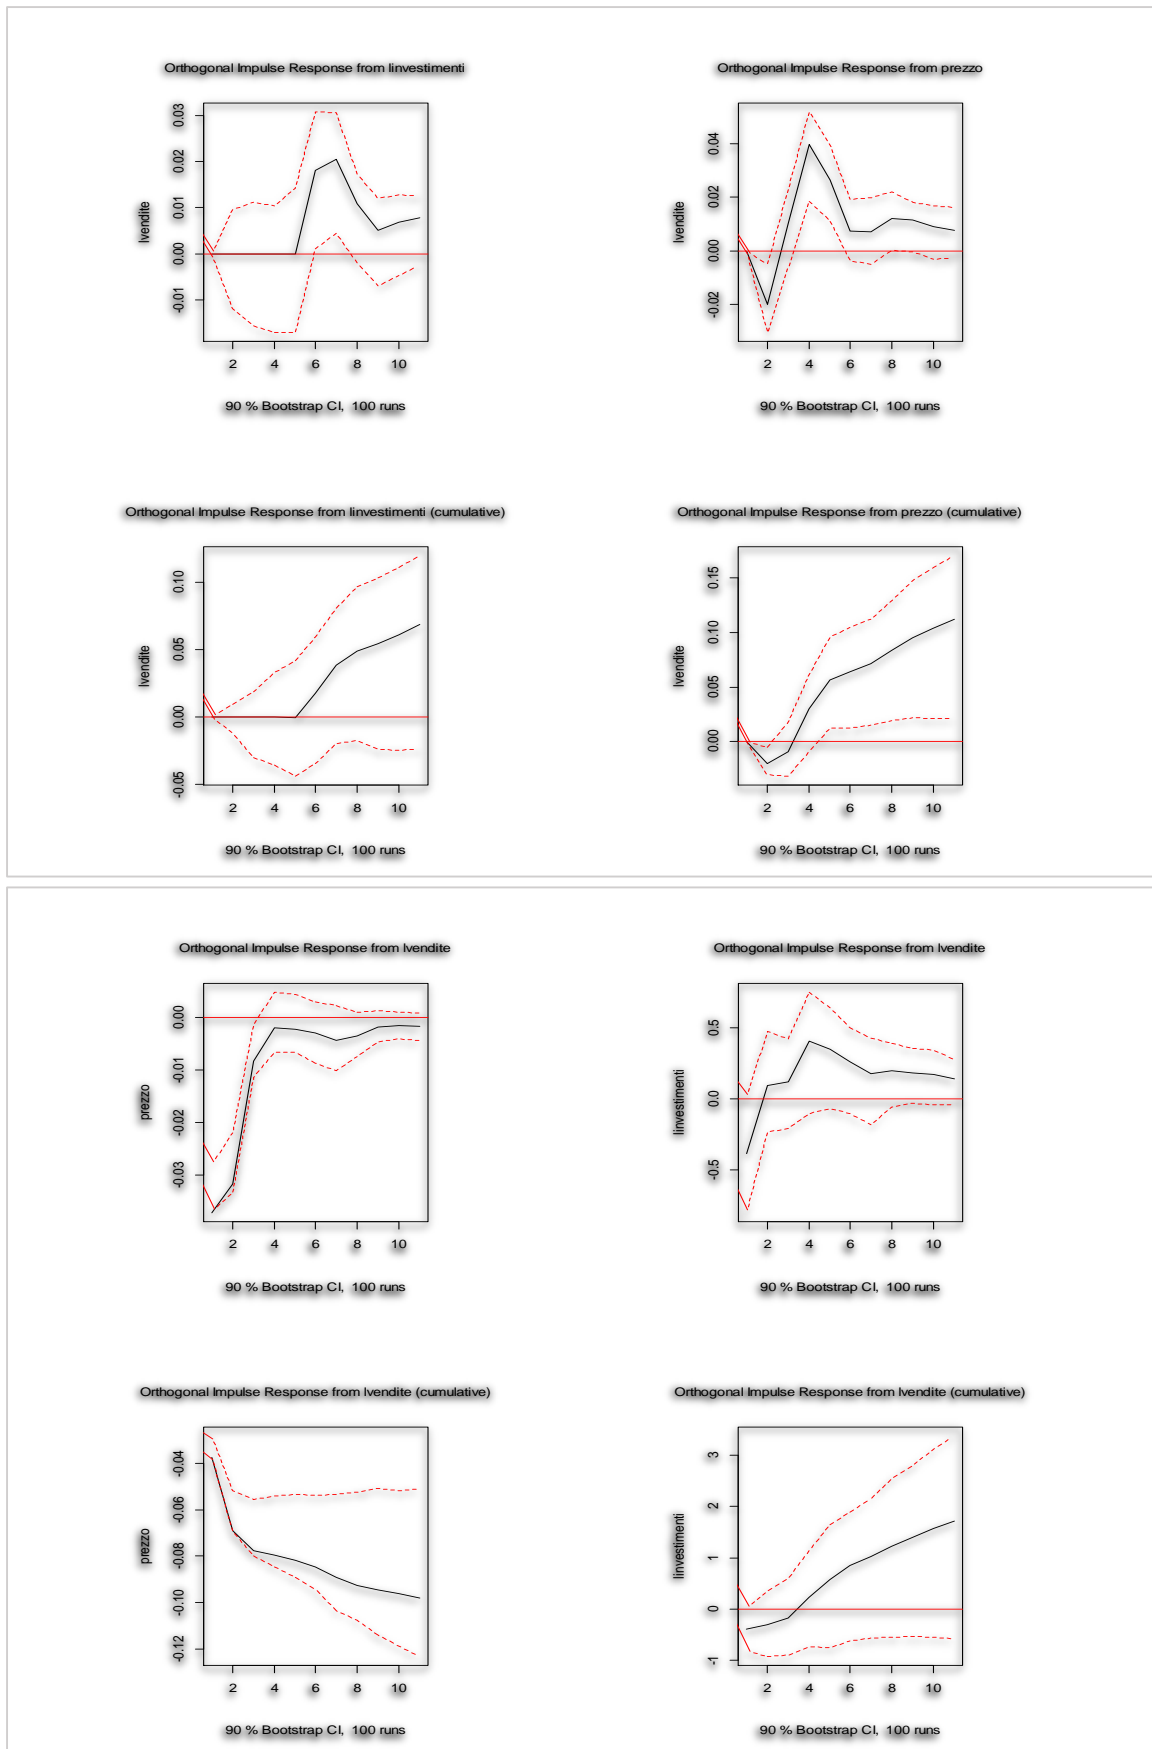 Orthogonal Impulse Response from linvestimenti
lvendite
0.03
0.02
0.01
0.00
-0.01
2 4 6 8 10
90 % Bootstrap CI, 100 runs
Orthogonal Impulse Response from prezzo
lvendite
0.04
0.02
0.00
-0.02
2 4 6 8 10
90 % Bootstrap CI, 100 runs
Orthogonal Impulse Response from linvestimenti (cumulative)
lvendite
0.10
0.05
0.00
-0.05
2 4 6 8 10
90 % Bootstrap CI, 100 runs
Orthogonal Impulse Response from prezzo (cumulative)
lvendite
0.15
0.10
0.05
0.00
2 4 6 8 10
90 % Bootstrap CI, 100 runs
Orthogonal Impulse Response from lvendite
prezzo
0.00
-0.01
-0.02
-0.03
2 4 6 8 10
90 % Bootstrap CI, 100 runs
Orthogonal Impulse Response from lvendite
linvestimenti
0.5
0.0
-0.5
2 4 6 8 10
90 % Bootstrap CI, 100 runs
Orthogonal Impulse Response from lvendite (cumulative)
prezzo
-0.04
-0.06
-0.08
-0.10
-0.12
2 4 6 8 10
90 % Bootstrap CI, 100 runs
Orthogonal Impulse Response from lvendite (cumulative)
linvestimenti
3
2
1
0
-1
2 4 6 8 10
90 % Bootstrap CI, 100 runs